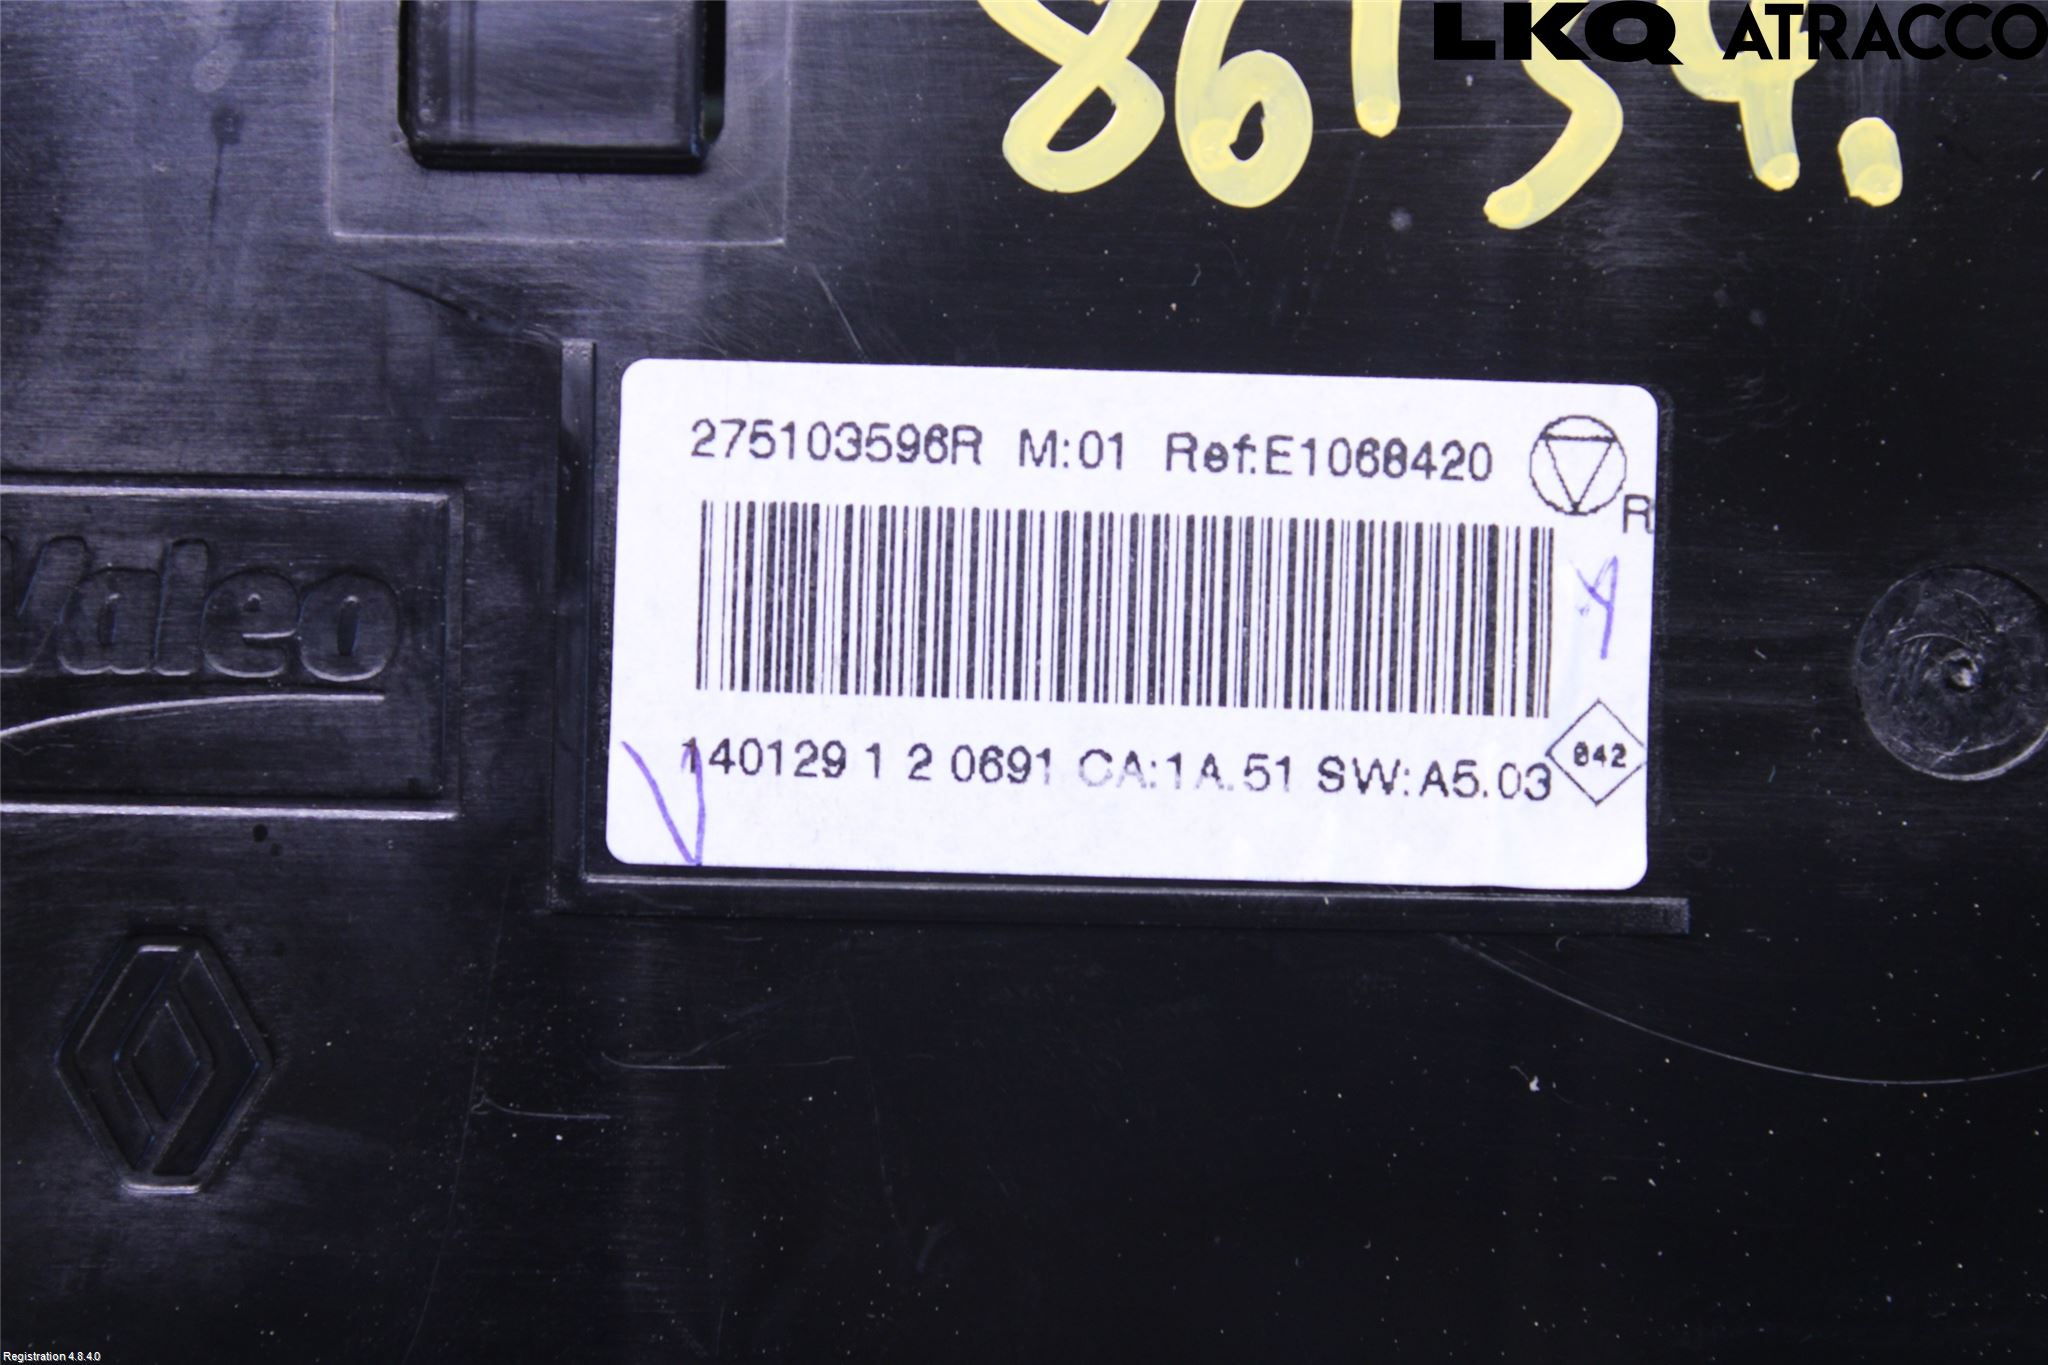 LKQ ATRACCO
275103596R M:01 Ref:E1068420
R
Valeo
140129 1 2 0691 CA:1A.51 SW:A5.03
842
Registration 4.8.4.0